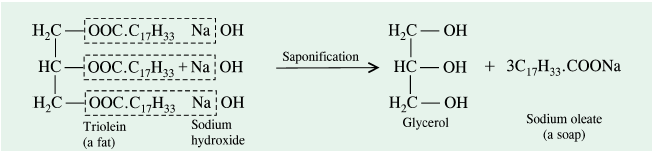 H₂C—OOC.C₁₇H₃₃ Na OH H₂C—OH
Saponification
HC—OOC.C₁₇H₃₃ + Na OH HC—OH + 3C₁₇H₃₃.COONa
H₂C—OOC.C₁₇H₃₃ Na OH H₂C—OH
Triolein Sodium Glycerol Sodium oleate
(a fat) hydroxide (a soap)